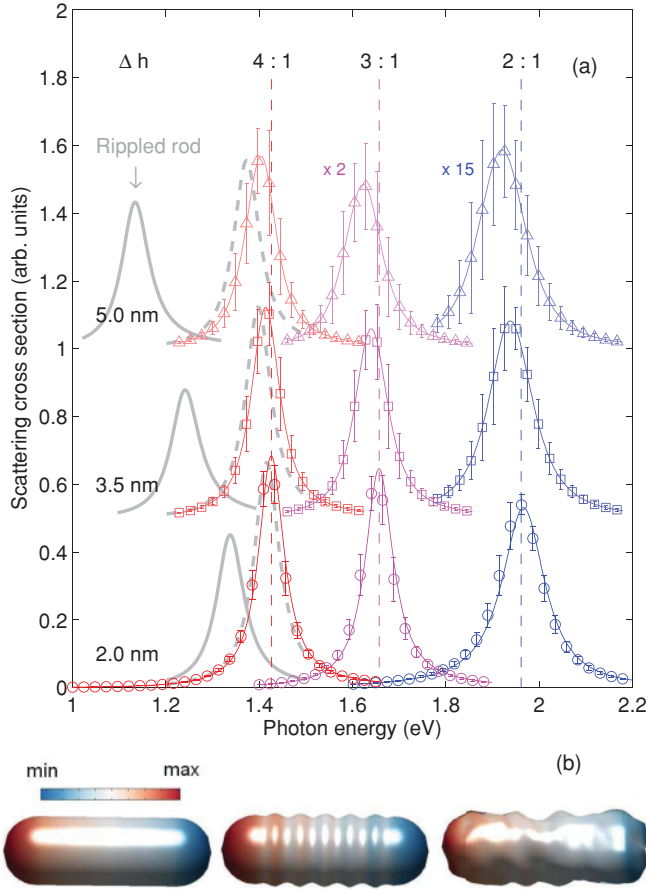 2
1.8
1.6
1.4
1.2
1
0.8
0.6
0.4
0.2
0
Scattering cross section (arb. units)
Δ h
4 : 1
3 : 1
2 : 1
(a)
Rippled rod
x 2
x 15
5.0 nm
3.5 nm
2.0 nm
1 1.2 1.4 1.6 1.8 2 2.2
Photon energy (eV)
(b)
min max